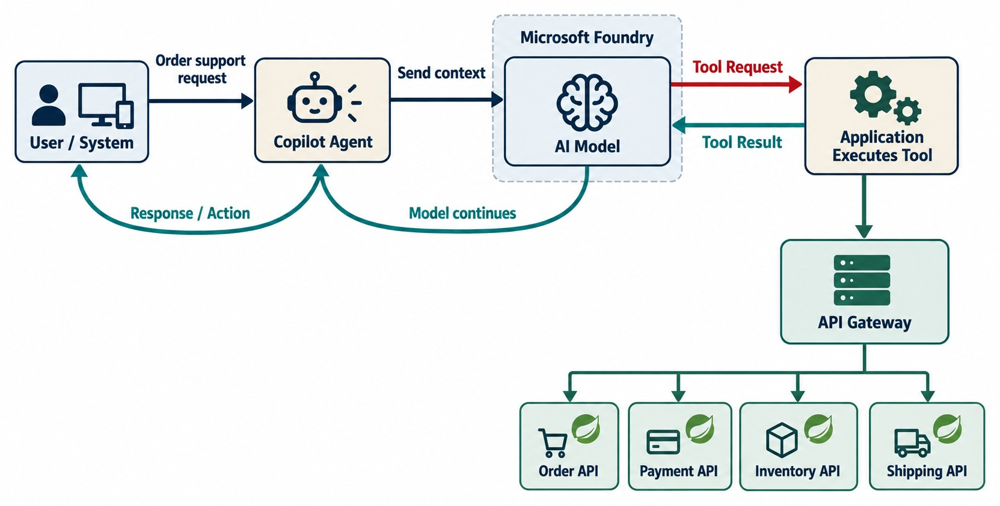 Microsoft Foundry
Order support
request
Send context
Tool Request
User / System
Copilot Agent
AI Model
Tool Result
Application
Executes Tool
Response / Action
Model continues
API Gateway
Order API
Payment API
Inventory API
Shipping API